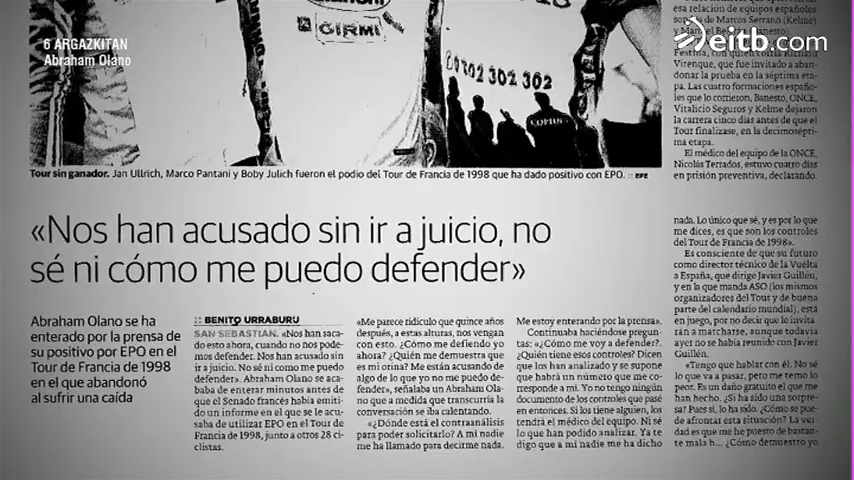 6 ARGAZKITAN
Abraham Olano
eitb.com
GIRMI
902 302 302
esa relación de equipos españoles
Virenque, que fue invitado a aban-
donar la prueba en la séptima eta-
pa. Las cuatro formaciones españo-
les que lo corrieron, Banesto, ONCE,
Vitalicio Seguros y Kelme dejaron
la carrera cinco días antes de que el
Tour finalizase, en la decimosépti-
ma etapa.
El médico del equipo de la ONCE,
Nicolás Terrados, estuvo cuatro días
en prisión preventiva, declarando.
Tour sin ganador. Jan Ullrich, Marco Pantani y Boby Julich fueron el podio del Tour de Francia de 1998 que ha dado positivo con EPO. :: EFE
«Nos han acusado sin ir a juicio, no
sé ni cómo me puedo defender»
Abraham Olano se ha
enterado por la prensa de
su positivo por EPO en el
Tour de Francia de 1998
en el que abandonó
al sufrir una caída
:: BENITO URRABURU
SAN SEBASTIÁN. «Nos han saca-
do esto ahora, cuando no nos pode-
mos defender. Nos han acusado sin
ir a juicio. No sé ni como me puedo
defender». Abraham Olano se aca-
baba de enterar minutos antes de
que el Senado francés había emiti-
do un informe en el que se le acusa-
ba de utilizar EPO en el Tour de
Francia de 1998, junto a otros 28 ci-
clistas.
«Me parece ridículo que quince años
después, a estas alturas, nos vengan
con esto. ¿Cómo me defiendo yo
ahora? ¿Quién me demuestra que
es mi orina? Me están acusando de
algo de lo que yo no me puedo de-
fender», señalaba un Abraham Ola-
no que a medida que transcurría la
conversación se iba calentando.
«¿Dónde está el contraanálisis
para poder solicitarlo? A mi nadie
me ha llamado para decirme nada.
Me estoy enterando por la prensa».
Continuaba haciéndose pregun-
tas: «¿Cómo me voy a defender?.
¿Quién tiene esos controles? Dicen
que los han analizado y se supone
que habrá un número que me co-
rresponde a mi. Yo no tengo ningún
documento de los controles que pasé
en entonces. Si los tiene alguien, los
tendrá el médico del equipo. Ni sé
lo que han podido analizar. Ya te
digo que a mi nadie me ha dicho
nada. Lo único que sé, y es por lo que
me dices, es que son los controles
del Tour de Francia de 1998».
Es consciente de que su futuro
como director técnico de la Vuelta
a España, que dirige Javier Guillén,
y en la que manda ASO (los mismos
organizadores del Tour y de buena
parte del calendario mundial), está
en juego, por no decir que le invita-
rán a marcharse, aunque todavía
ayer no se había reunido con Javier
Guillén.
«Tengo que hablar con él. No sé
lo que va a pasar, pero me temo lo
peor. Es un daño gratuito el que me
han hecho. ¿Si ha sido una sorpre-
sa? Pues sí, lo ha sido. ¿Cómo se pue-
de afrontar esta situación? La ver-
dad es que me he puesto de bastan-
te mala h... ¿Cómo demuestro yo